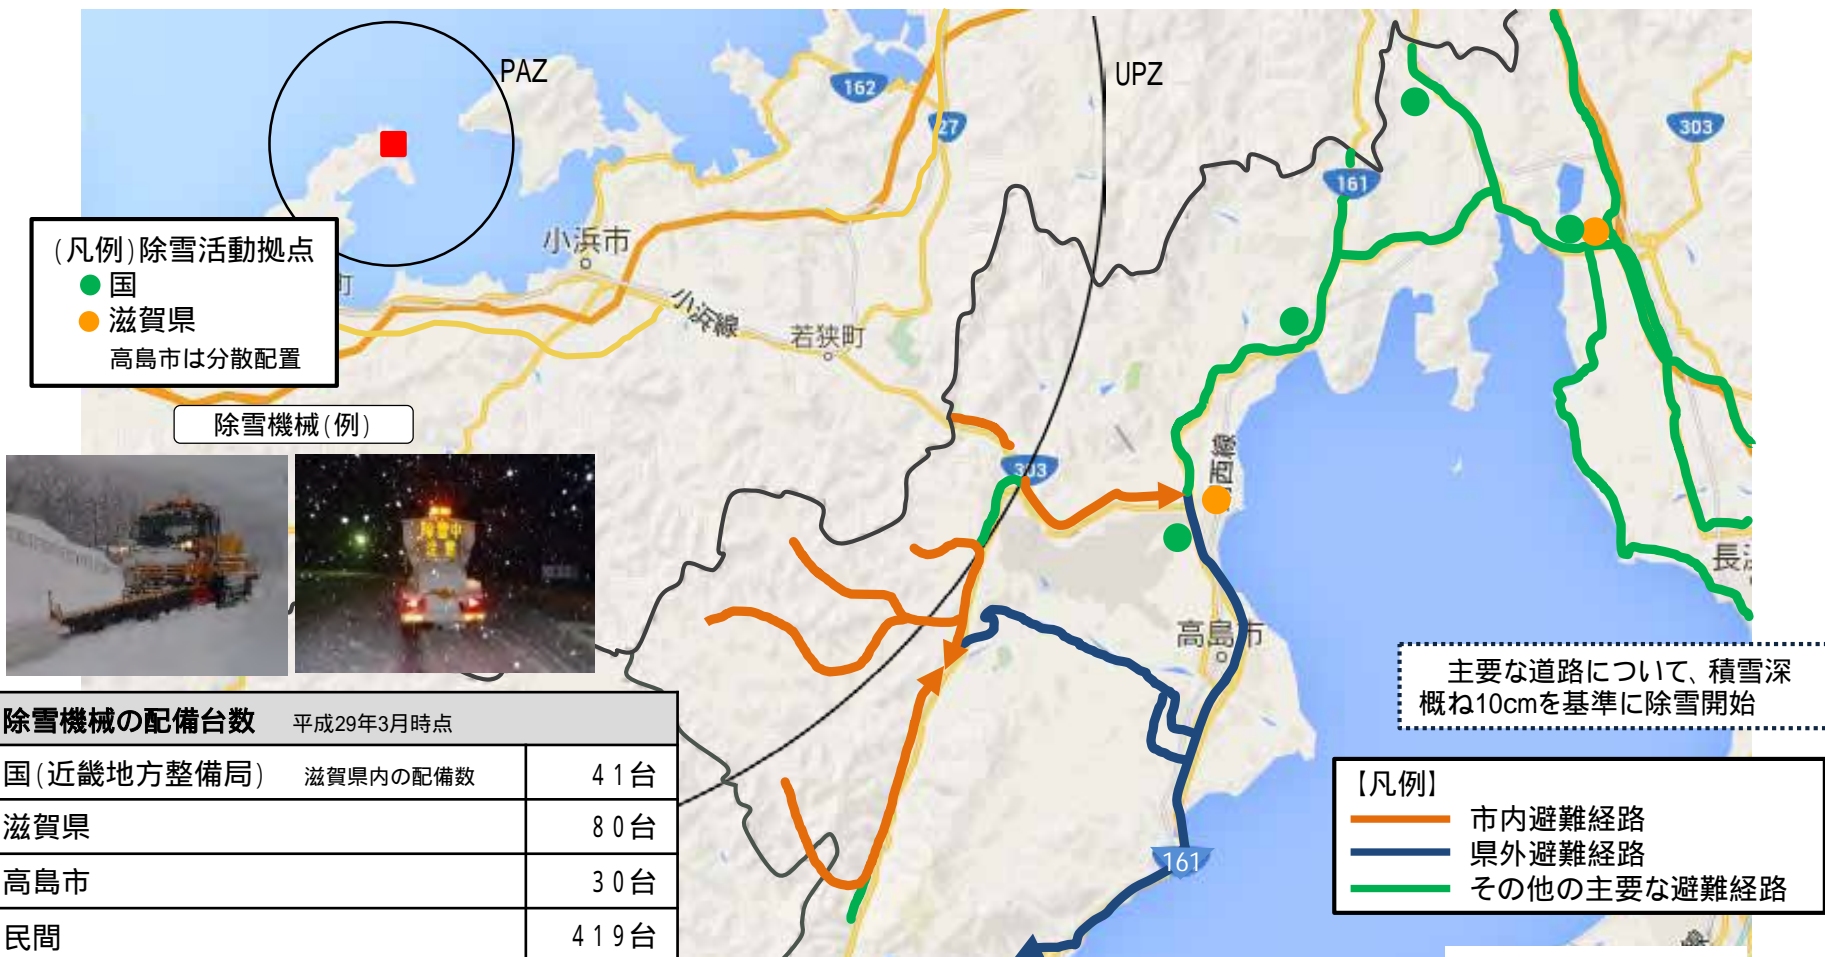 PAZ
UPZ
162
27
303
161
(凡例)除雪活動拠点
国
滋賀県
高島市は分散配置
町
小浜市
小浜線
若狭町
除雪機械(例)
303
西線
除雪中
高島市
長浜
主要な道路について、積雪深
概ね10cmを基準に除雪開始
除雪機械の配備台数 平成29年3月時点
国(近畿地方整備局) 滋賀県内の配備数 41台
滋賀県 80台
高島市 30台
民間 419台
161
【凡例】
市内避難経路
県外避難経路
その他の主要な避難経路